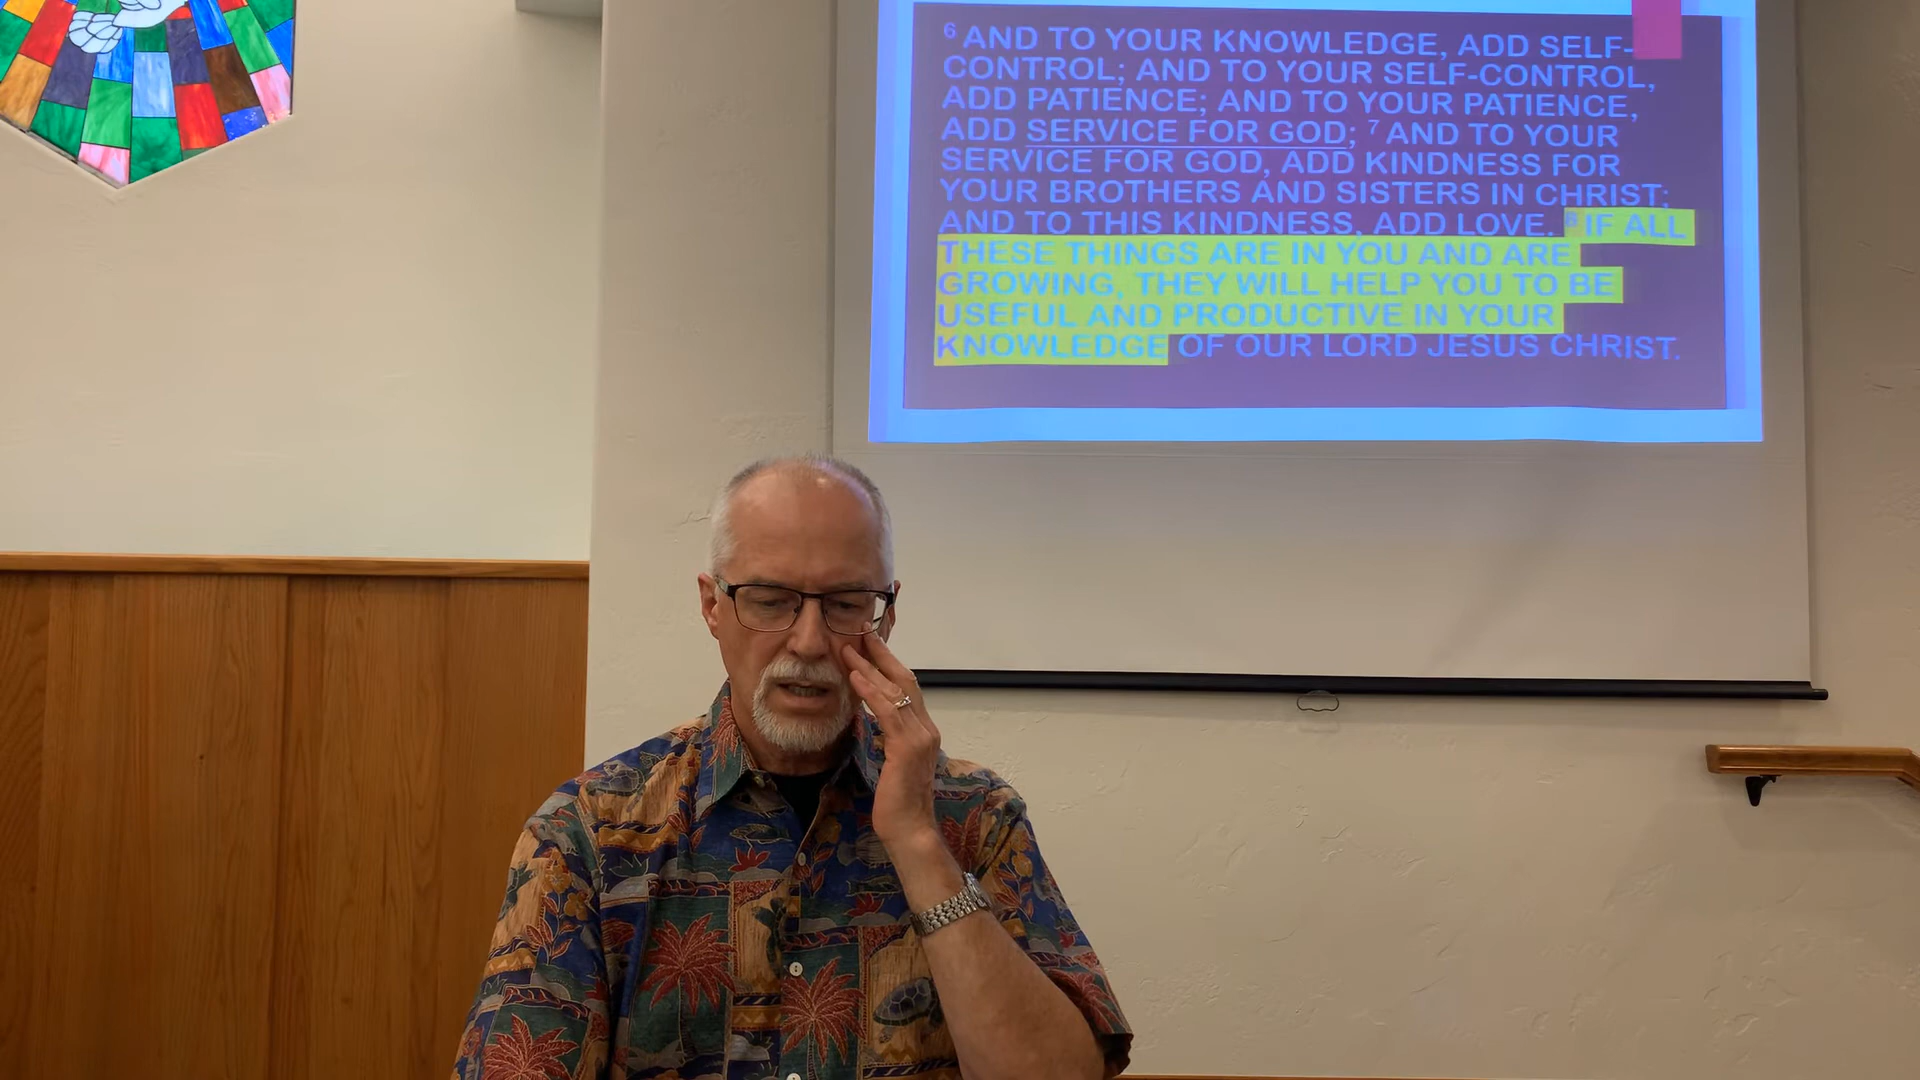 6 AND TO YOUR KNOWLEDGE, ADD SELF-
CONTROL; AND TO YOUR SELF-CONTROL,
ADD PATIENCE; AND TO YOUR PATIENCE,
ADD SERVICE FOR GOD; 7 AND TO YOUR
SERVICE FOR GOD, ADD KINDNESS FOR
YOUR BROTHERS AND SISTERS IN CHRIST;
AND TO THIS KINDNESS, ADD LOVE. 8 IF ALL
THESE THINGS ARE IN YOU AND ARE
GROWING, THEY WILL HELP YOU TO BE
USEFUL AND PRODUCTIVE IN YOUR
KNOWLEDGE OF OUR LORD JESUS CHRIST.